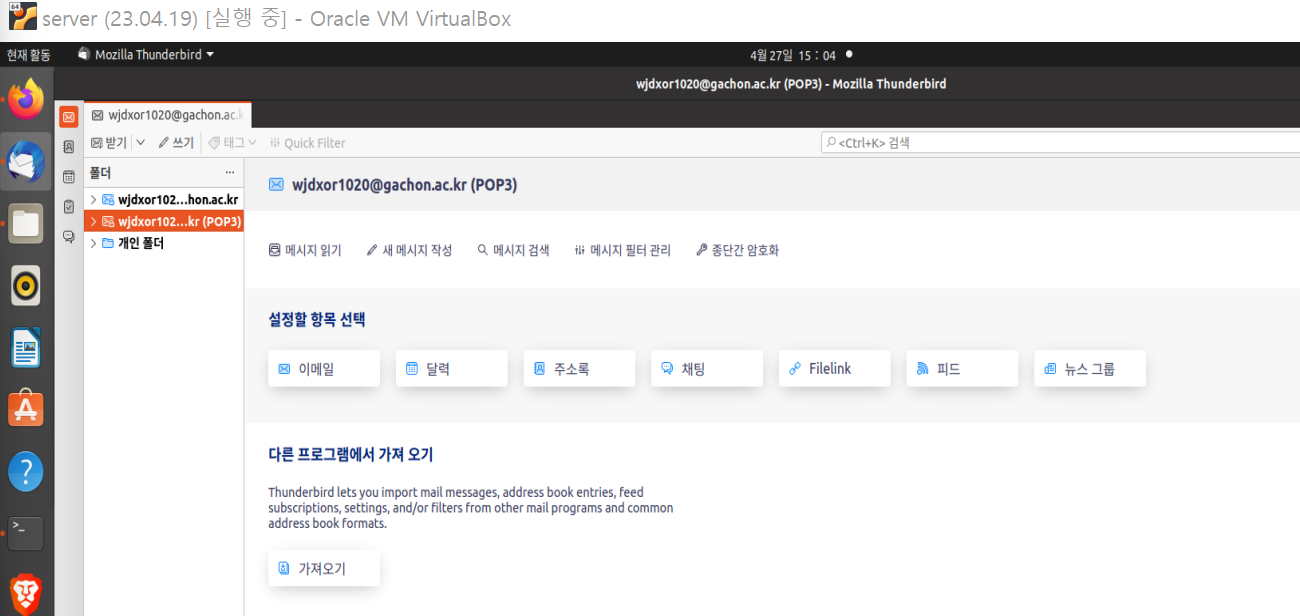 server (23.04.19) [실행 중] - Oracle VM VirtualBox
현재 활동 Mozilla Thunderbird 4월 27일 15 : 04
wjdxor1020@gachon.ac.kr (POP3) - Mozilla Thunderbird
wjdxor1020@gachon.ac.k
받기 쓰기 태그 Quick Filter <Ctrl+K> 검색
폴더 ...
wjdxor102...hon.ac.kr
wjdxor102...kr (POP3)
개인 폴더
wjdxor1020@gachon.ac.kr (POP3)
메시지 읽기 새 메시지 작성 메시지 검색 메시지 필터 관리 종단간 암호화
설정할 항목 선택
이메일 달력 주소록 채팅 Filelink 피드 뉴스 그룹
다른 프로그램에서 가져 오기
Thunderbird lets you import mail messages, address book entries, feed
subscriptions, settings, and/or filters from other mail programs and common
address book formats.
가져오기